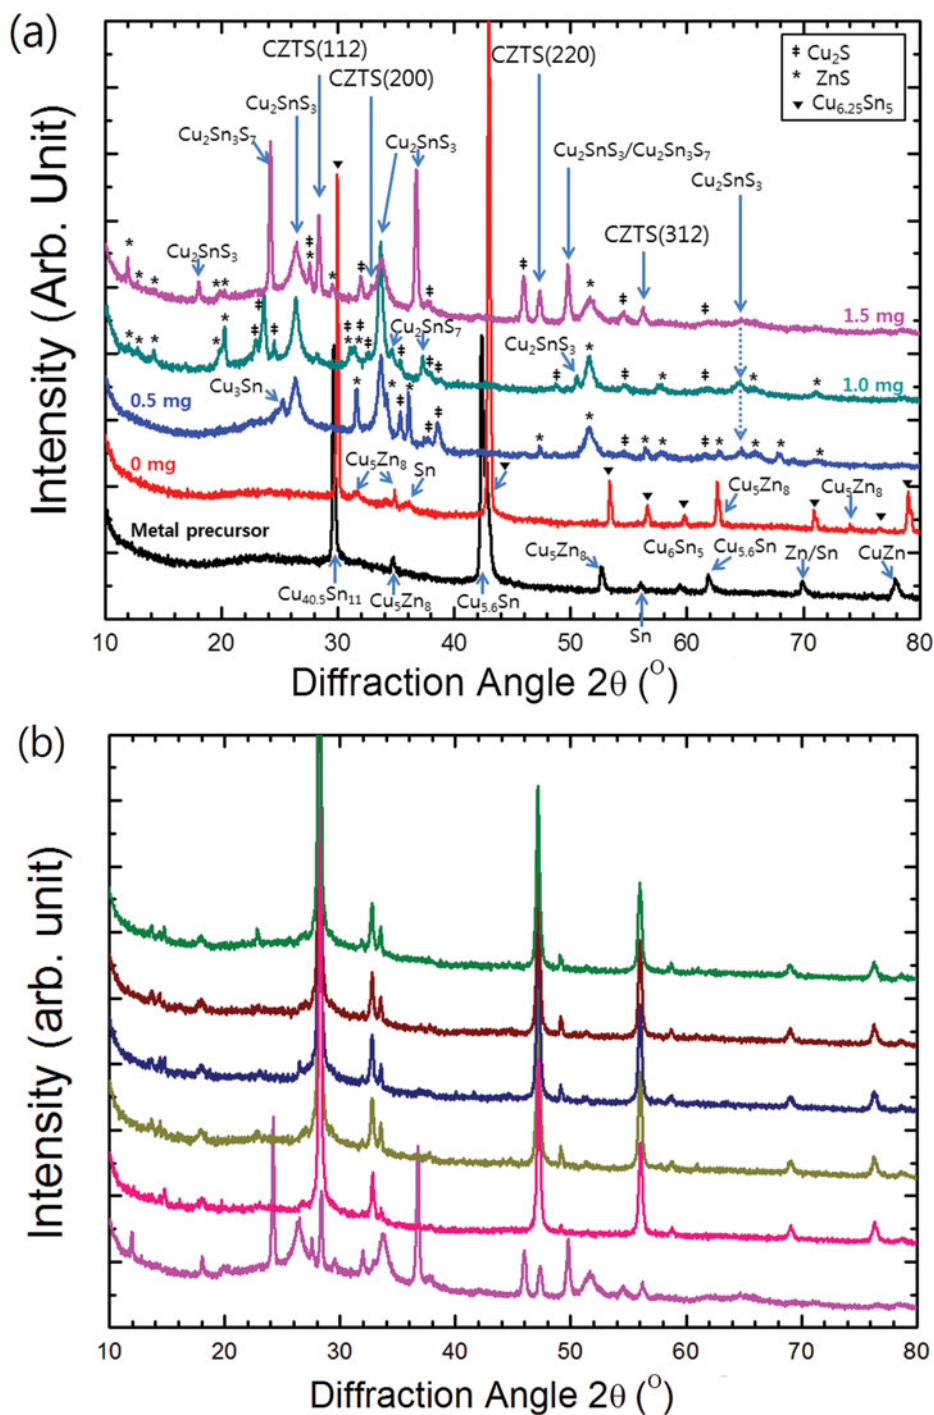 (a)
Intensity (Arb. Unit)
CZTS(112)
CZTS(200)
CZTS(220)
‡ Cu2S
* ZnS
▼ Cu6.25Sn5
Cu2SnS3
Cu2Sn3S7
Cu2SnS3
Cu2SnS3/Cu2Sn3S7
Cu2SnS3
CZTS(312)
Cu2SnS3
1.5 mg
Cu2SnS7
Cu2SnS3
1.0 mg
Cu3Sn
0.5 mg
0 mg
Cu5Zn8
Sn
Cu5Zn8
Cu5Zn8
Metal precursor
Cu5Zn8
Cu6Sn5
Cu5.6Sn
Zn/Sn
CuZn
Cu40.5Sn11
Cu5Zn8
Cu5.6Sn
Sn
10 20 30 40 50 60 70 80
Diffraction Angle 2θ (o)
(b)
Intensity (arb. unit)
10 20 30 40 50 60 70 80
Diffraction Angle 2θ (o)